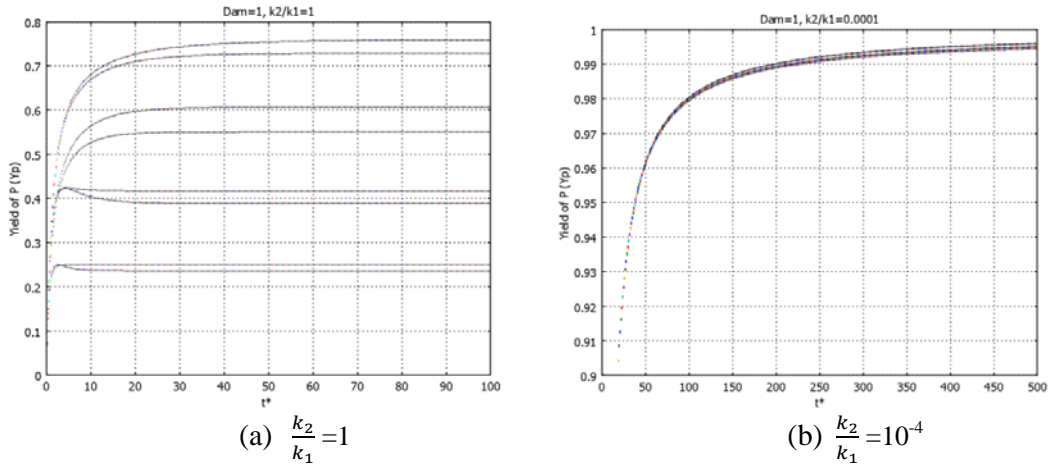 Dam=1, k2/k1=1
0.8
0.7
0.6
0.5
0.4
0.3
0.2
0.1
0
Yield of P (Yp)
0 10 20 30 40 50 60 70 80 90 100
t*
(a) k₂/k₁ =1
Dam=1, k2/k1=0.0001
1
0.99
0.98
0.97
0.96
0.95
0.94
0.93
0.92
0.91
0.9
Yield of P (Yp)
0 50 100 150 200 250 300 350 400 450 500
t*
(b) k₂/k₁ =10⁻⁴